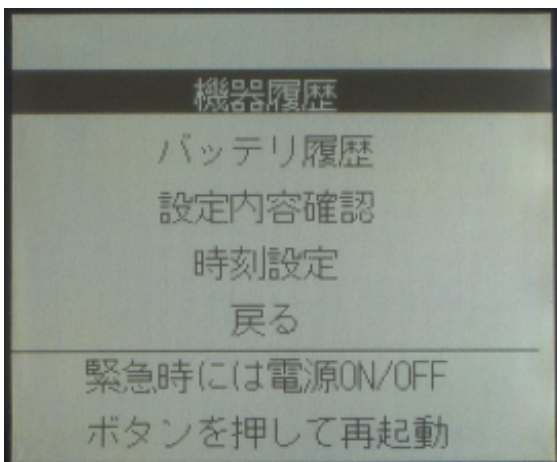 機器履歴
バッテリ履歴
設定内容確認
時刻設定
戻る
緊急時には電源ON/OFF
ボタンを押して再起動